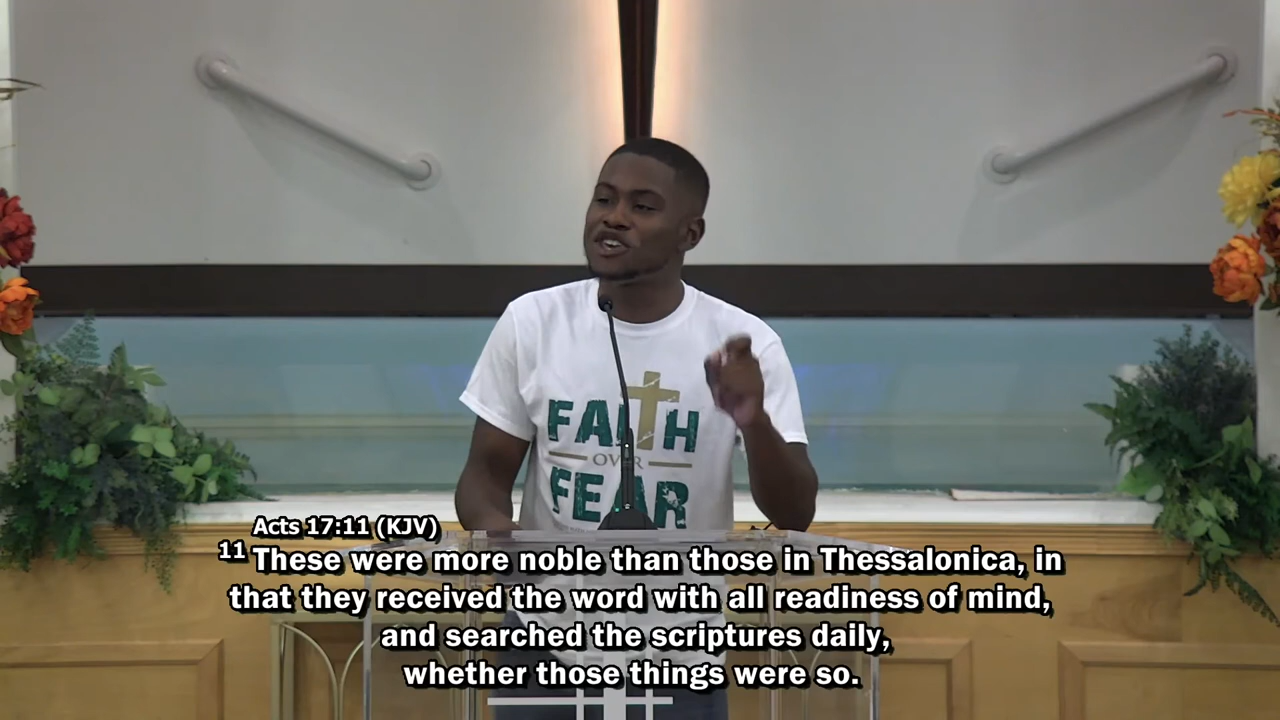 FAITH
OVER
FEAR
Acts 17:11 (KJV)
11 These were more noble than those in Thessalonica, in
that they received the word with all readiness of mind,
and searched the scriptures daily,
whether those things were so.